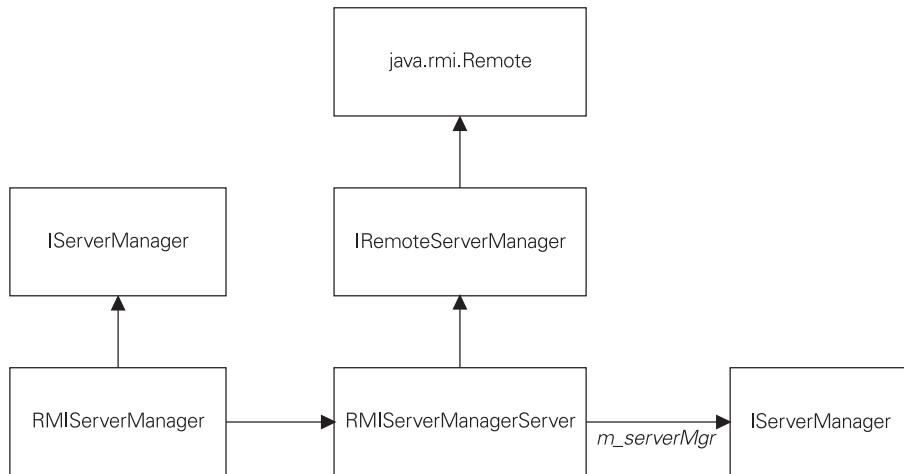 java.rmi.Remote
IServerManager
IRemoteServerManager
RMIServerManager
RMIServerManagerServer
m_serverMgr
IServerManager